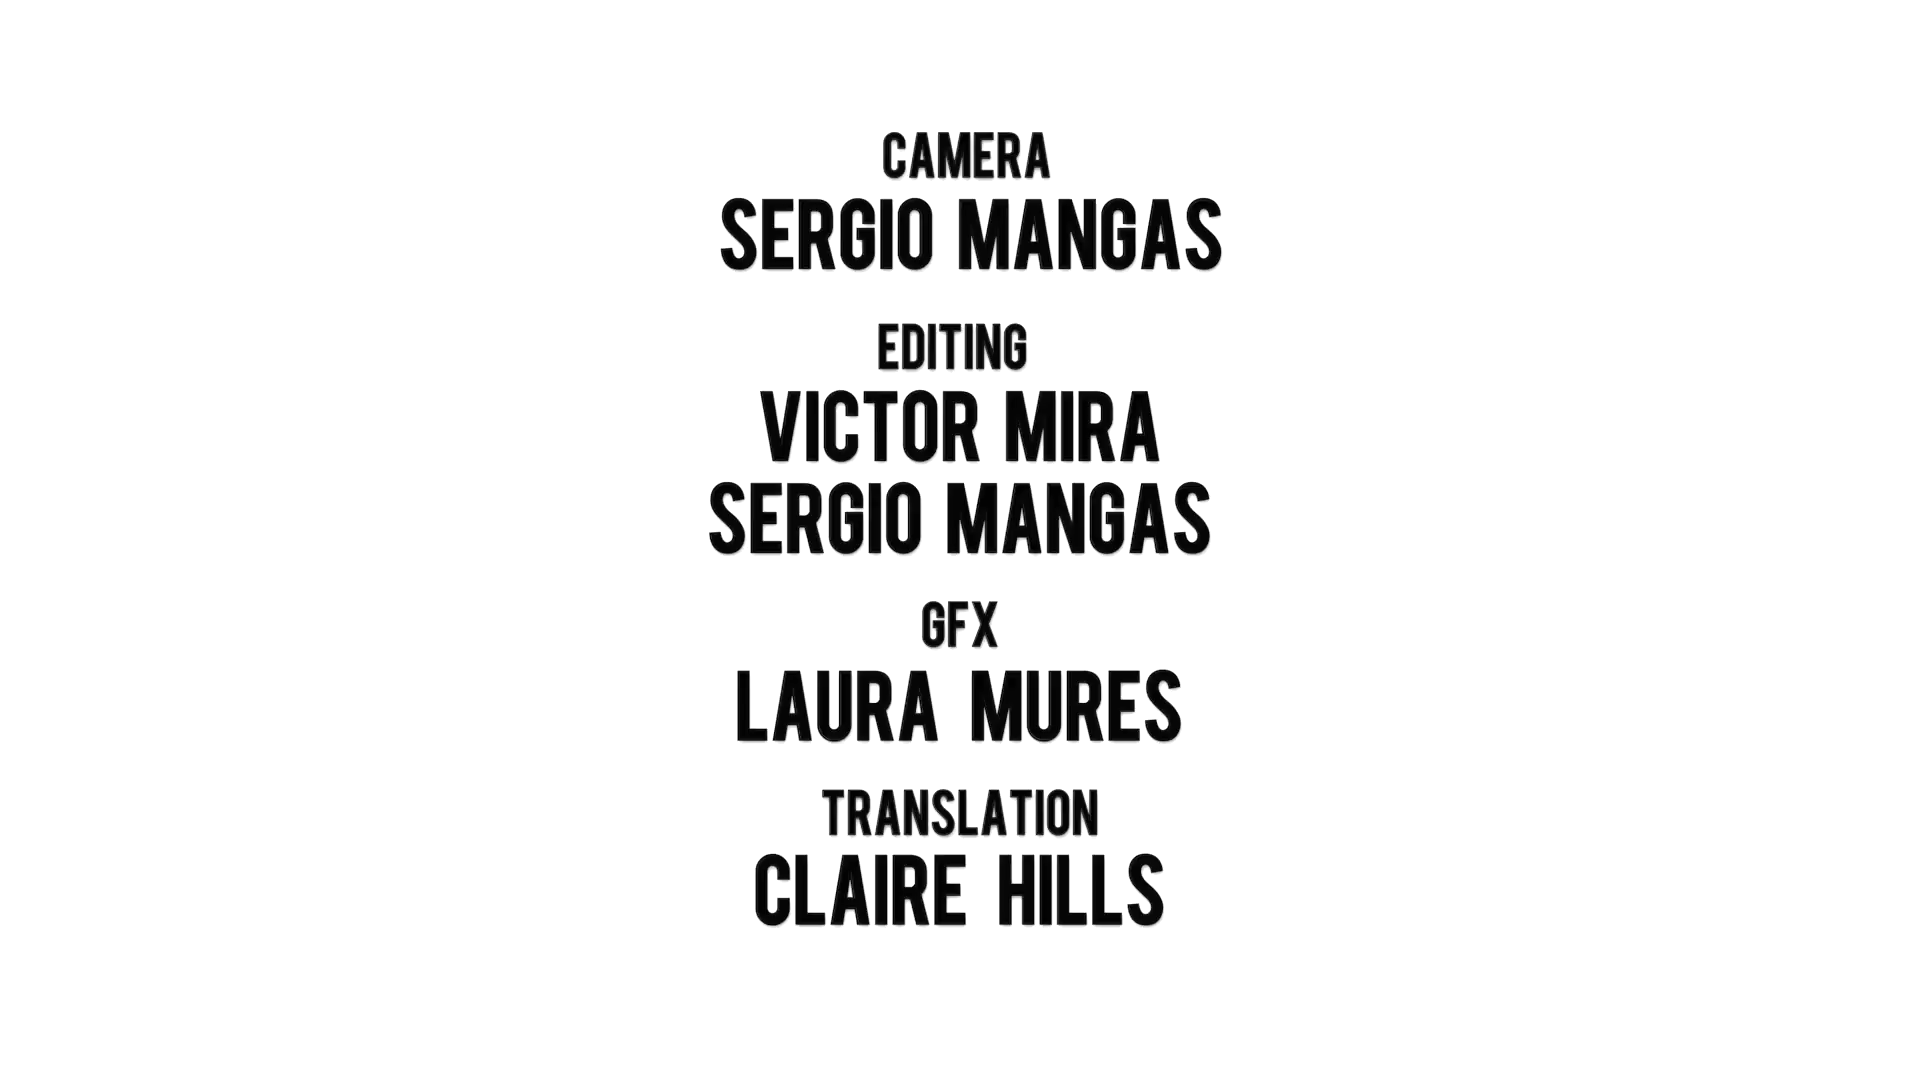 CAMERA
SERGIO MANGAS
EDITING
VICTOR MIRA
SERGIO MANGAS
GFX
LAURA MURES
TRANSLATION
CLAIRE HILLS